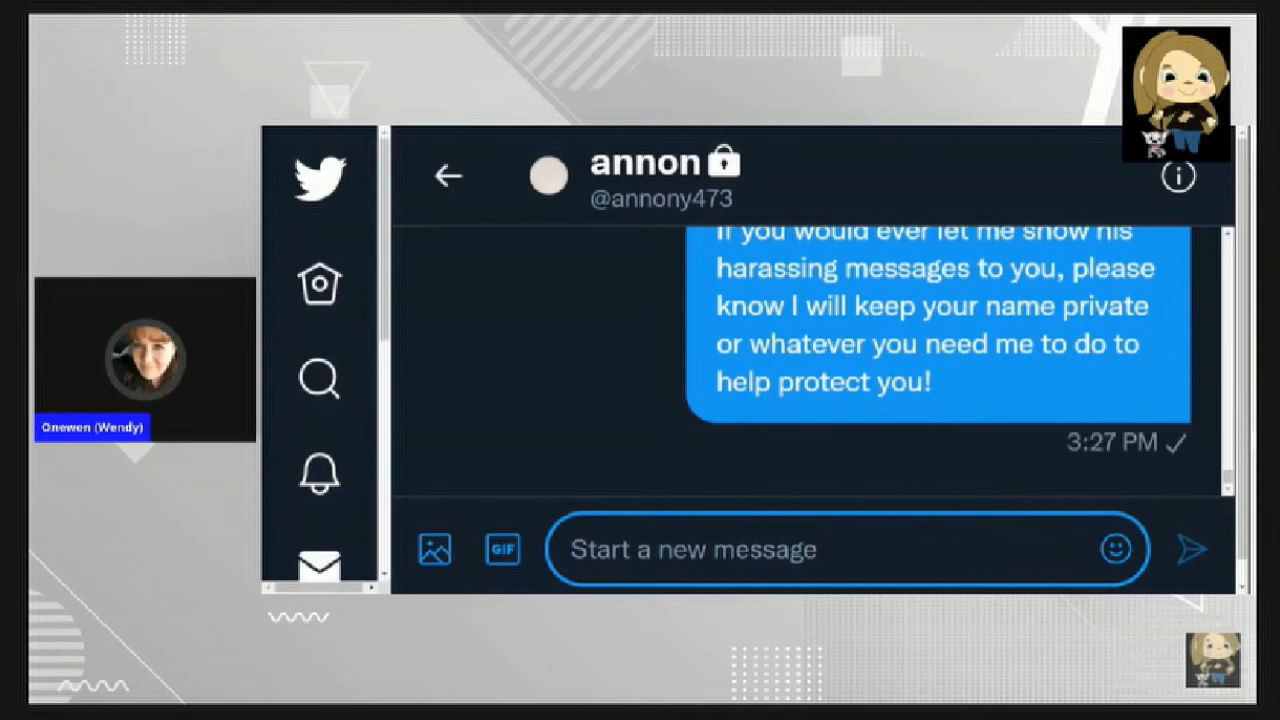 annon
@annony473
If you would ever let me show his
harassing messages to you, please
know I will keep your name private
or whatever you need me to do to
help protect you!
3:27 PM
Onewen (Wendy)
GIF
Start a new message